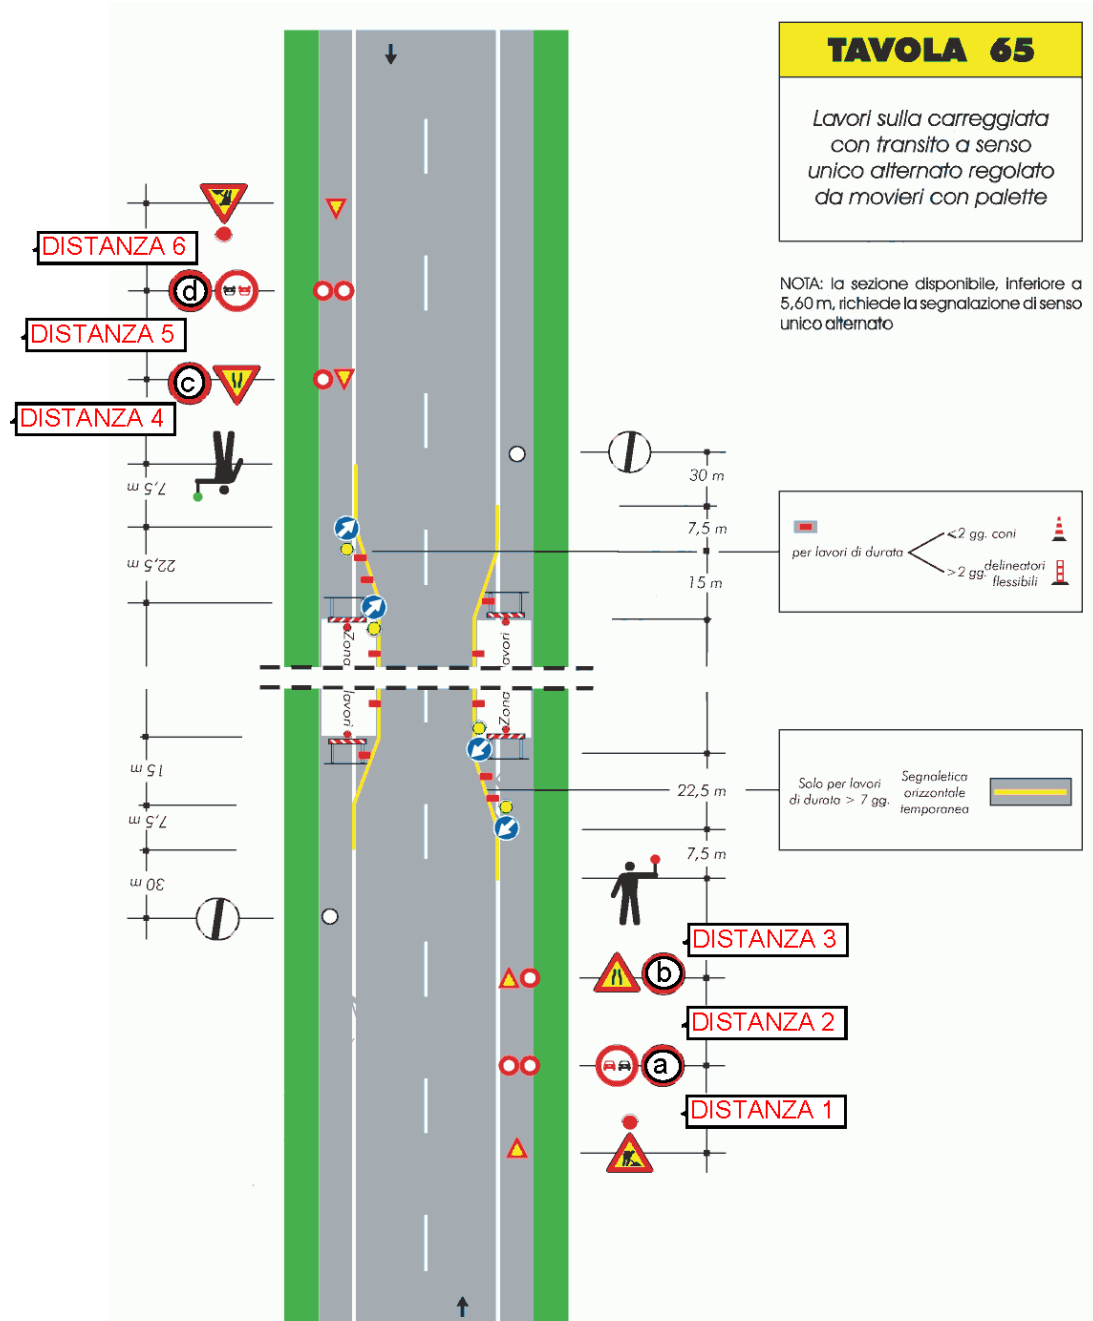 TAVOLA 65
Lavori sulla carreggiata
con transito a senso
unico alternato regolato
da movieri con palette
NOTA: la sezione disponibile, inferiore a
5,60 m, richiede la segnalazione di senso
unico alternato
DISTANZA 6
d
DISTANZA 5
c
DISTANZA 4
7,5 m
22,5 m
30 m
7,5 m
15 m
per lavori di durata
<2 gg. coni
>2 gg. delineatori
flessibili
Zona
lavori
lavori
Zona
15 m
7,5 m
30 m
22,5 m
7,5 m
Solo per lavori
di durata > 7 gg.
Segnaletica
orizzontale
temporanea
DISTANZA 3
b
DISTANZA 2
a
DISTANZA 1